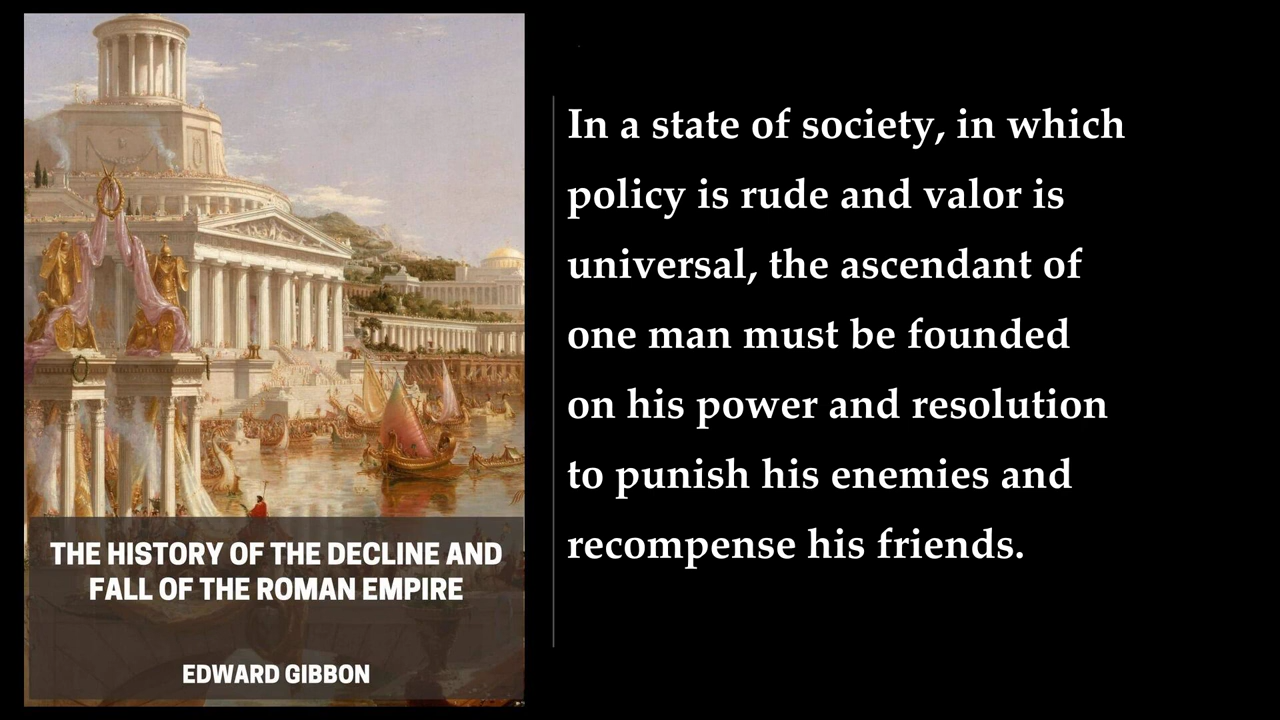 THE HISTORY OF THE DECLINE AND
FALL OF THE ROMAN EMPIRE
EDWARD GIBBON
In a state of society, in which
policy is rude and valor is
universal, the ascendant of
one man must be founded
on his power and resolution
to punish his enemies and
recompense his friends.